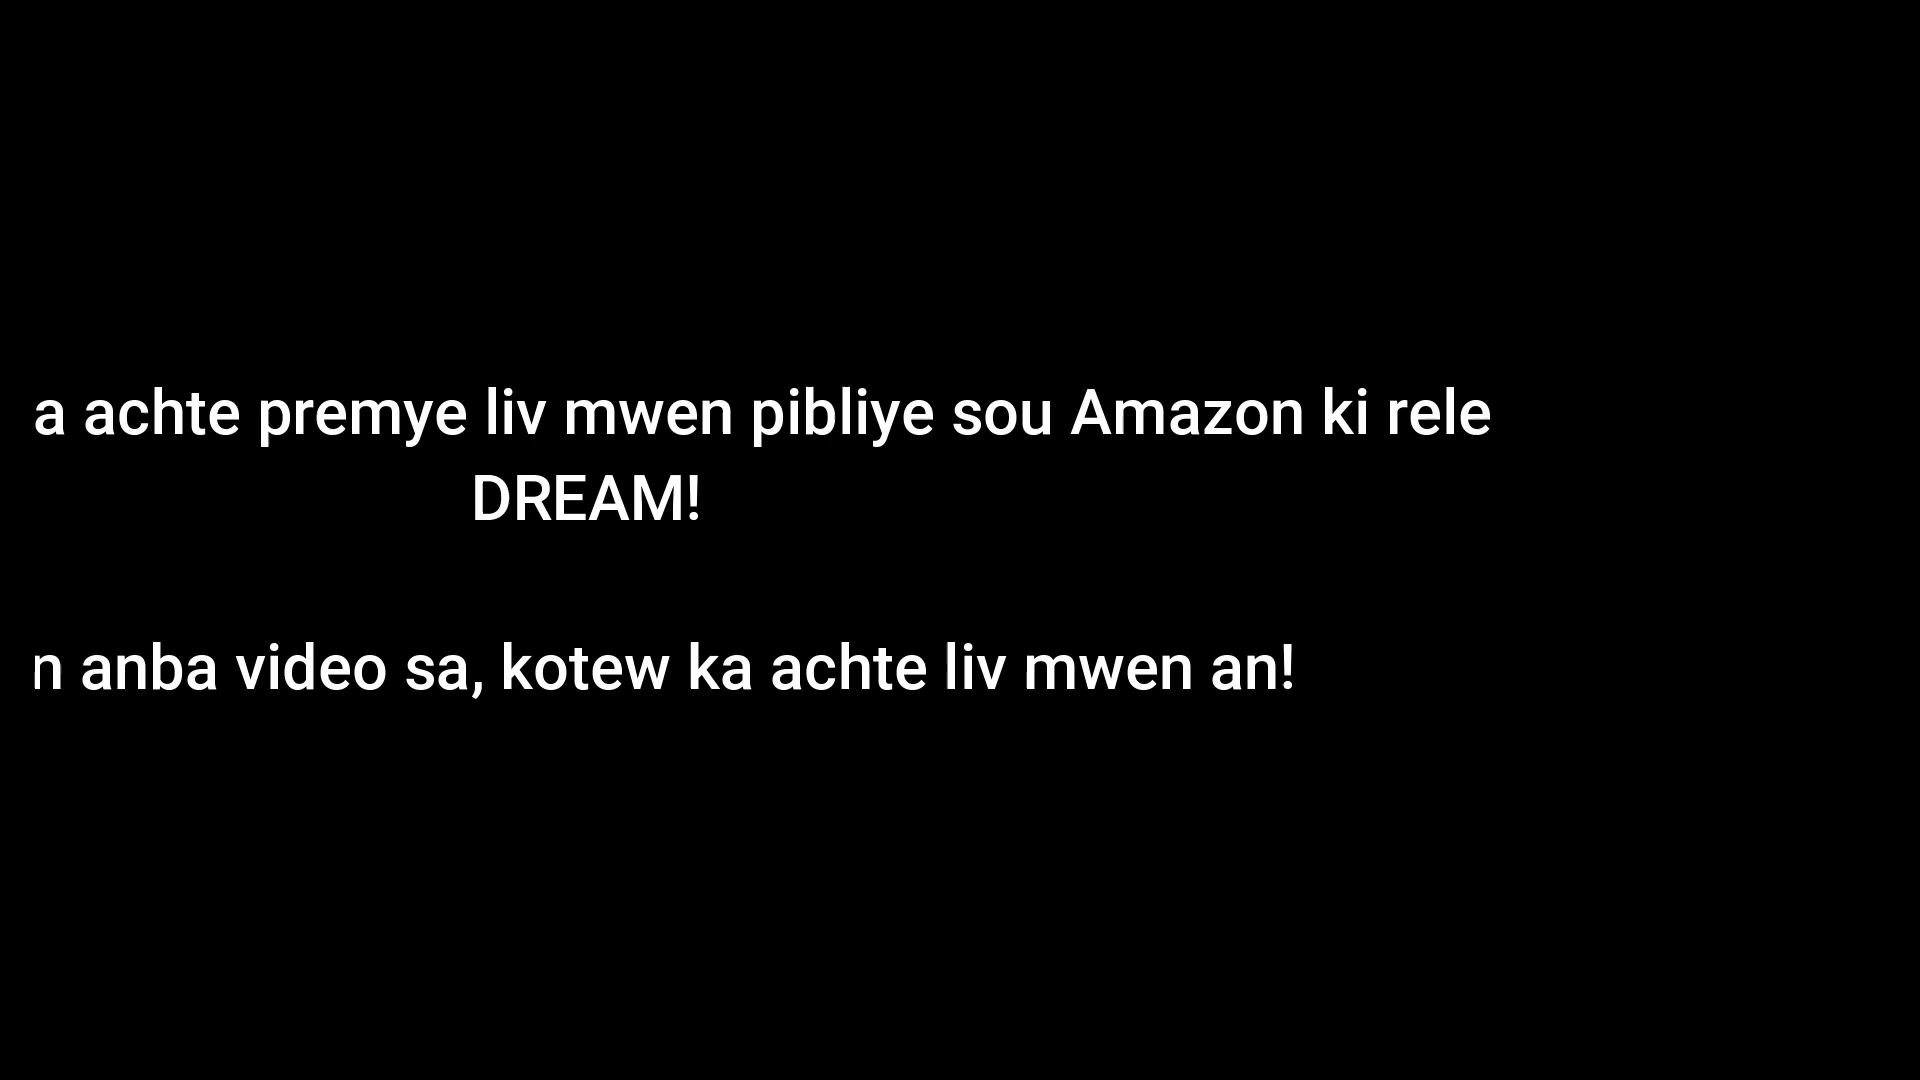 a achte premye liv mwen pibliye sou Amazon ki rele
DREAM!
n anba video sa, kotew ka achte liv mwen an!